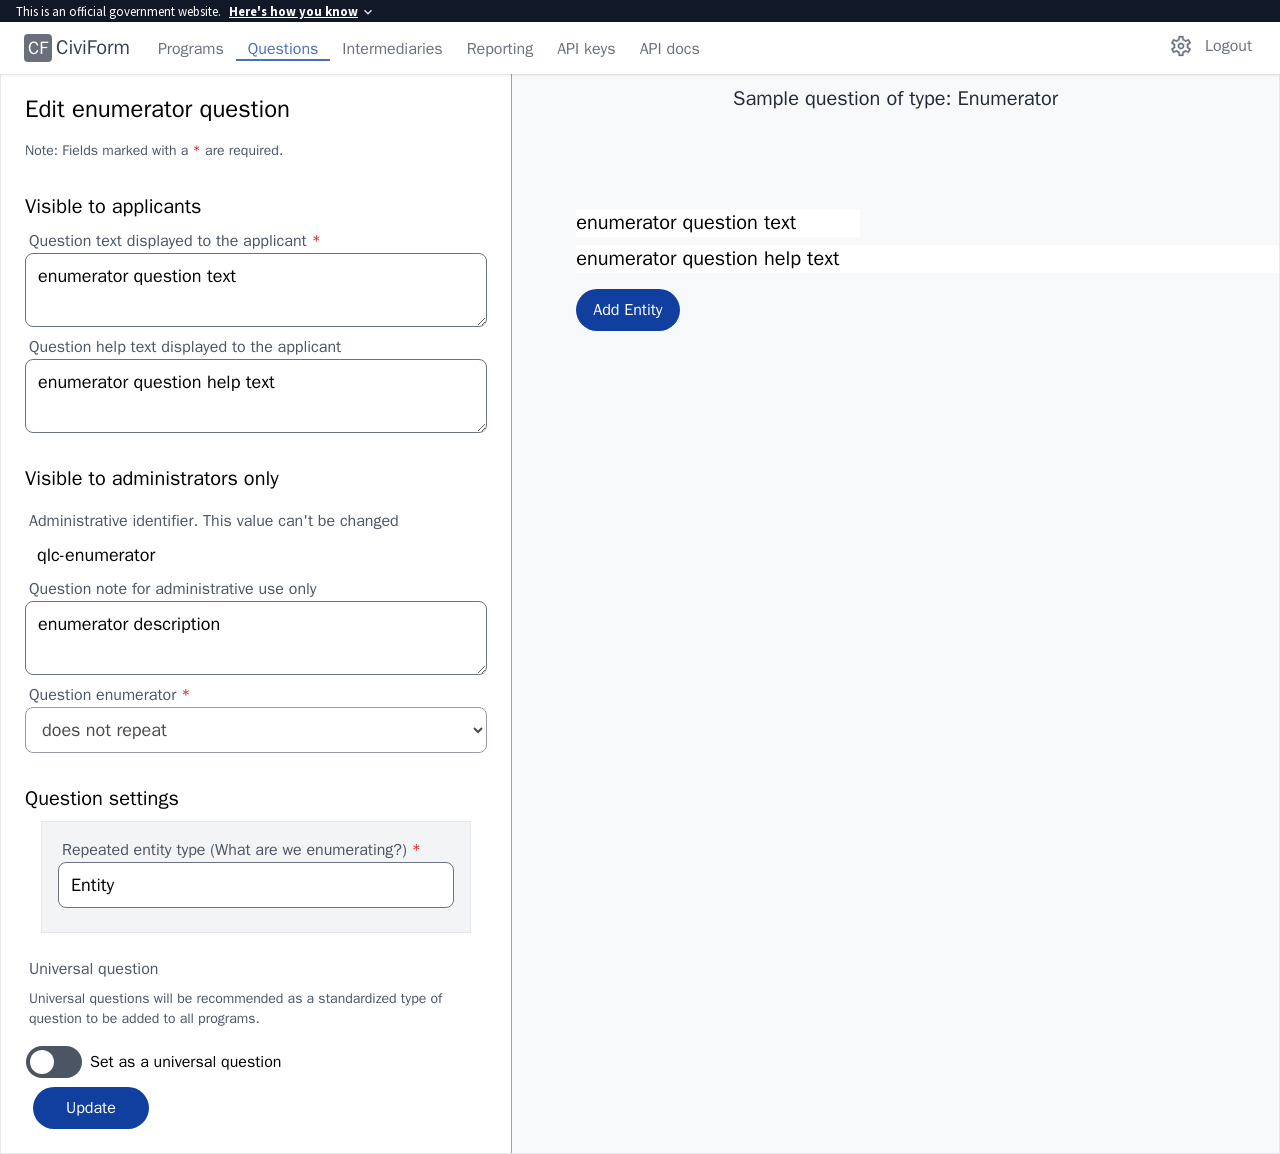 This is an official government website. Here's how you know
CF CiviForm Programs Questions Intermediaries Reporting API keys API docs Logout
Edit enumerator question
Note: Fields marked with a * are required.
Visible to applicants
Question text displayed to the applicant *
enumerator question text
Question help text displayed to the applicant
enumerator question help text
Visible to administrators only
Administrative identifier. This value can't be changed
qlc-enumerator
Question note for administrative use only
enumerator description
Question enumerator *
does not repeat
Question settings
Repeated entity type (What are we enumerating?) *
Entity
Universal question
Universal questions will be recommended as a standardized type of
question to be added to all programs.
Set as a universal question
Update
Sample question of type: Enumerator
enumerator question text
enumerator question help text
Add Entity